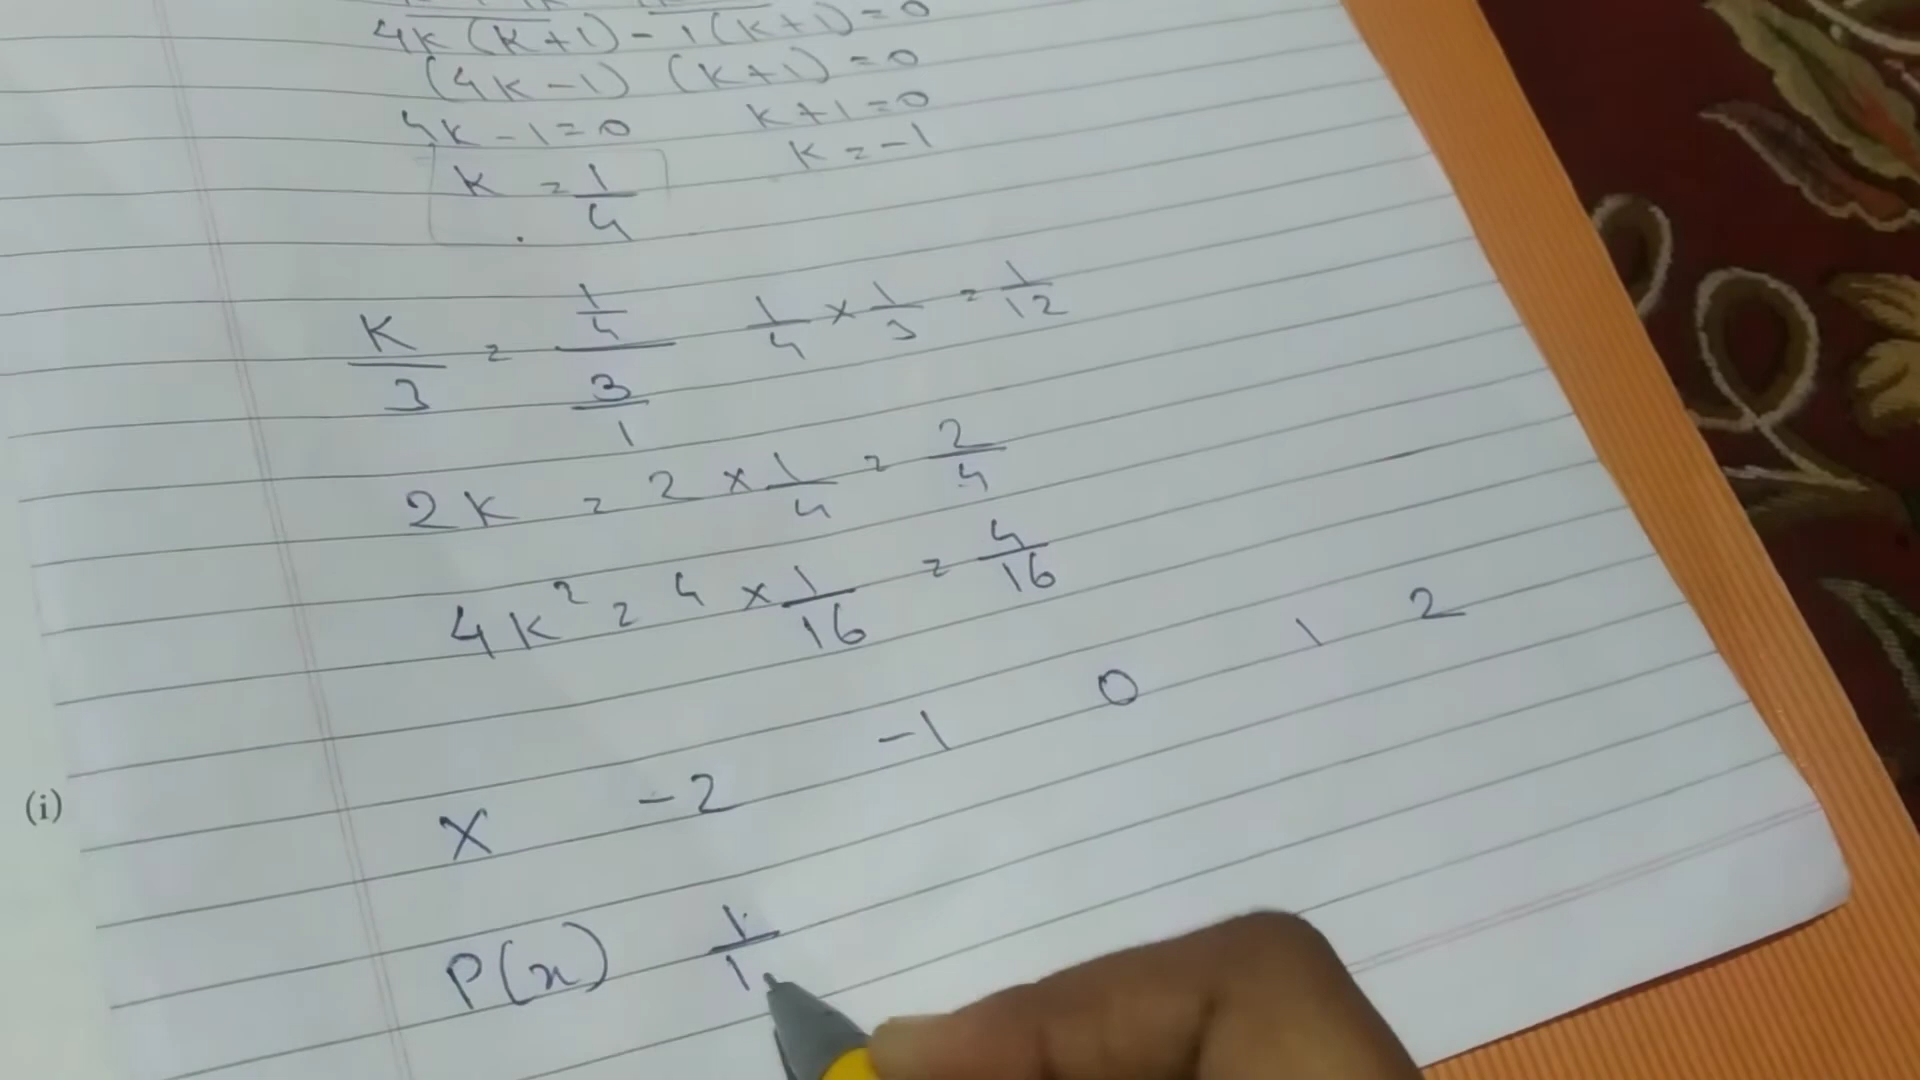 4k(k+1)-1(k+1)=0
(4k-1) (k+1)=0
4k-1=0 k+1=0
k=1/4 k=-1
K/3 = (1/4)/(3/1) 1/4 × 1/3 = 1/12
2k = 2 × 1/4 = 2/4
4k² = 4 × 1/16 = 4/16
(i) X -2 -1 0 1 2
P(x) 1/1